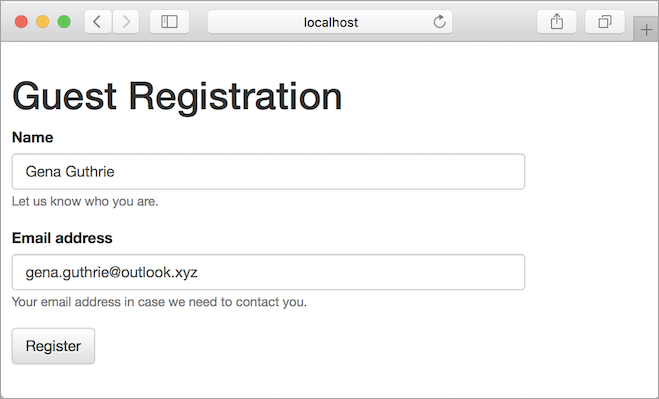 localhost
Guest Registration
Name
Gena Guthrie
Let us know who you are.
Email address
gena.guthrie@outlook.xyz
Your email address in case we need to contact you.
Register